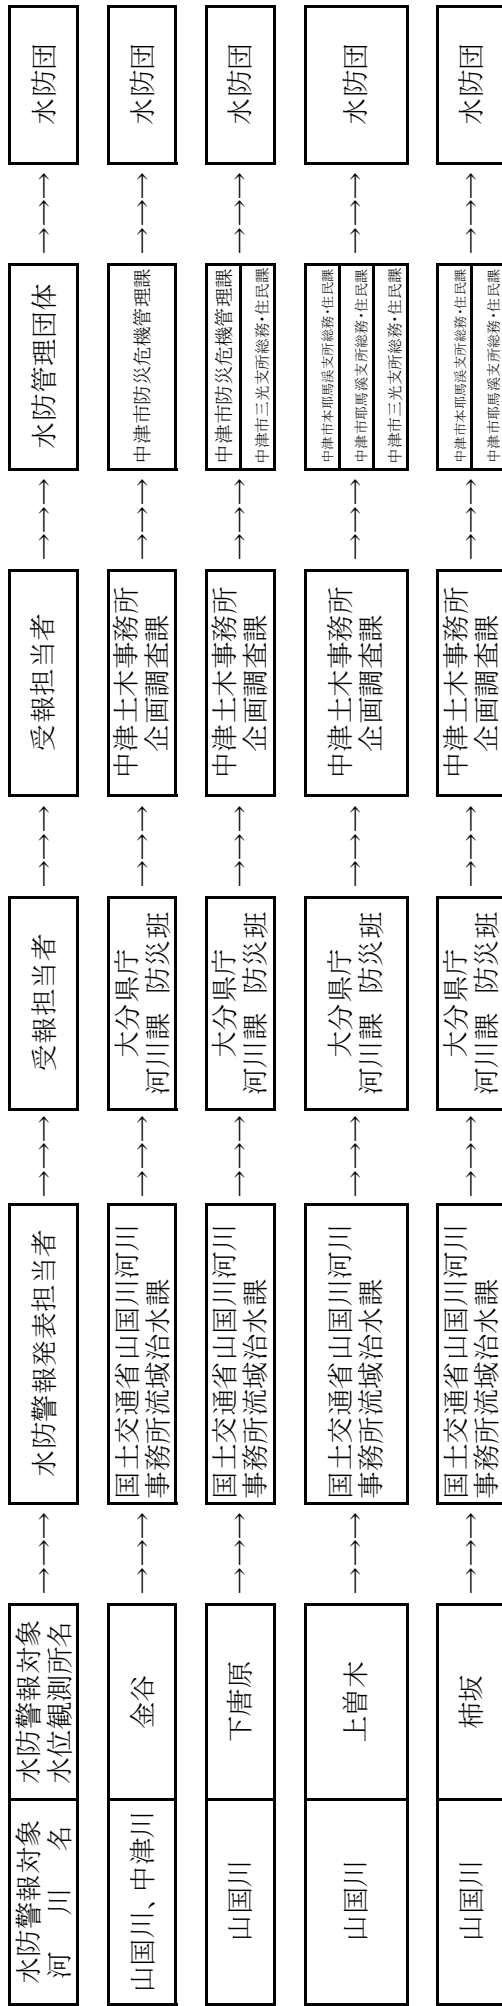 水防警報対象
河川名
水防警報対象
水位観測所名
→→→→
水防警報発表担当者
→→→→
受報担当者
→→→→
受報担当者
→→→→
水防管理団体
→→→→
水防団
山国川、中津川
金谷
→→→→
国土交通省山国川河川
事務所流域治水課
→→→→
大分県庁
河川課 防災班
→→→→
中津土木事務所
企画調査課
→→→→
中津市防災危機管理課
→→→→
水防団
山国川
下唐原
→→→→
国土交通省山国川河川
事務所流域治水課
→→→→
大分県庁
河川課 防災班
→→→→
中津土木事務所
企画調査課
→→→→
中津市防災危機管理課
中津市三光支所総務・住民課
→→→→
水防団
山国川
上曽木
→→→→
国土交通省山国川河川
事務所流域治水課
→→→→
大分県庁
河川課 防災班
→→→→
中津土木事務所
企画調査課
→→→→
中津市本耶馬渓支所総務・住民課
中津市耶馬溪支所総務・住民課
中津市三光支所総務・住民課
→→→→
水防団
山国川
柿坂
→→→→
国土交通省山国川河川
事務所流域治水課
→→→→
大分県庁
河川課 防災班
→→→→
中津土木事務所
企画調査課
→→→→
中津市本耶馬渓支所総務・住民課
中津市耶馬溪支所総務・住民課
→→→→
水防団